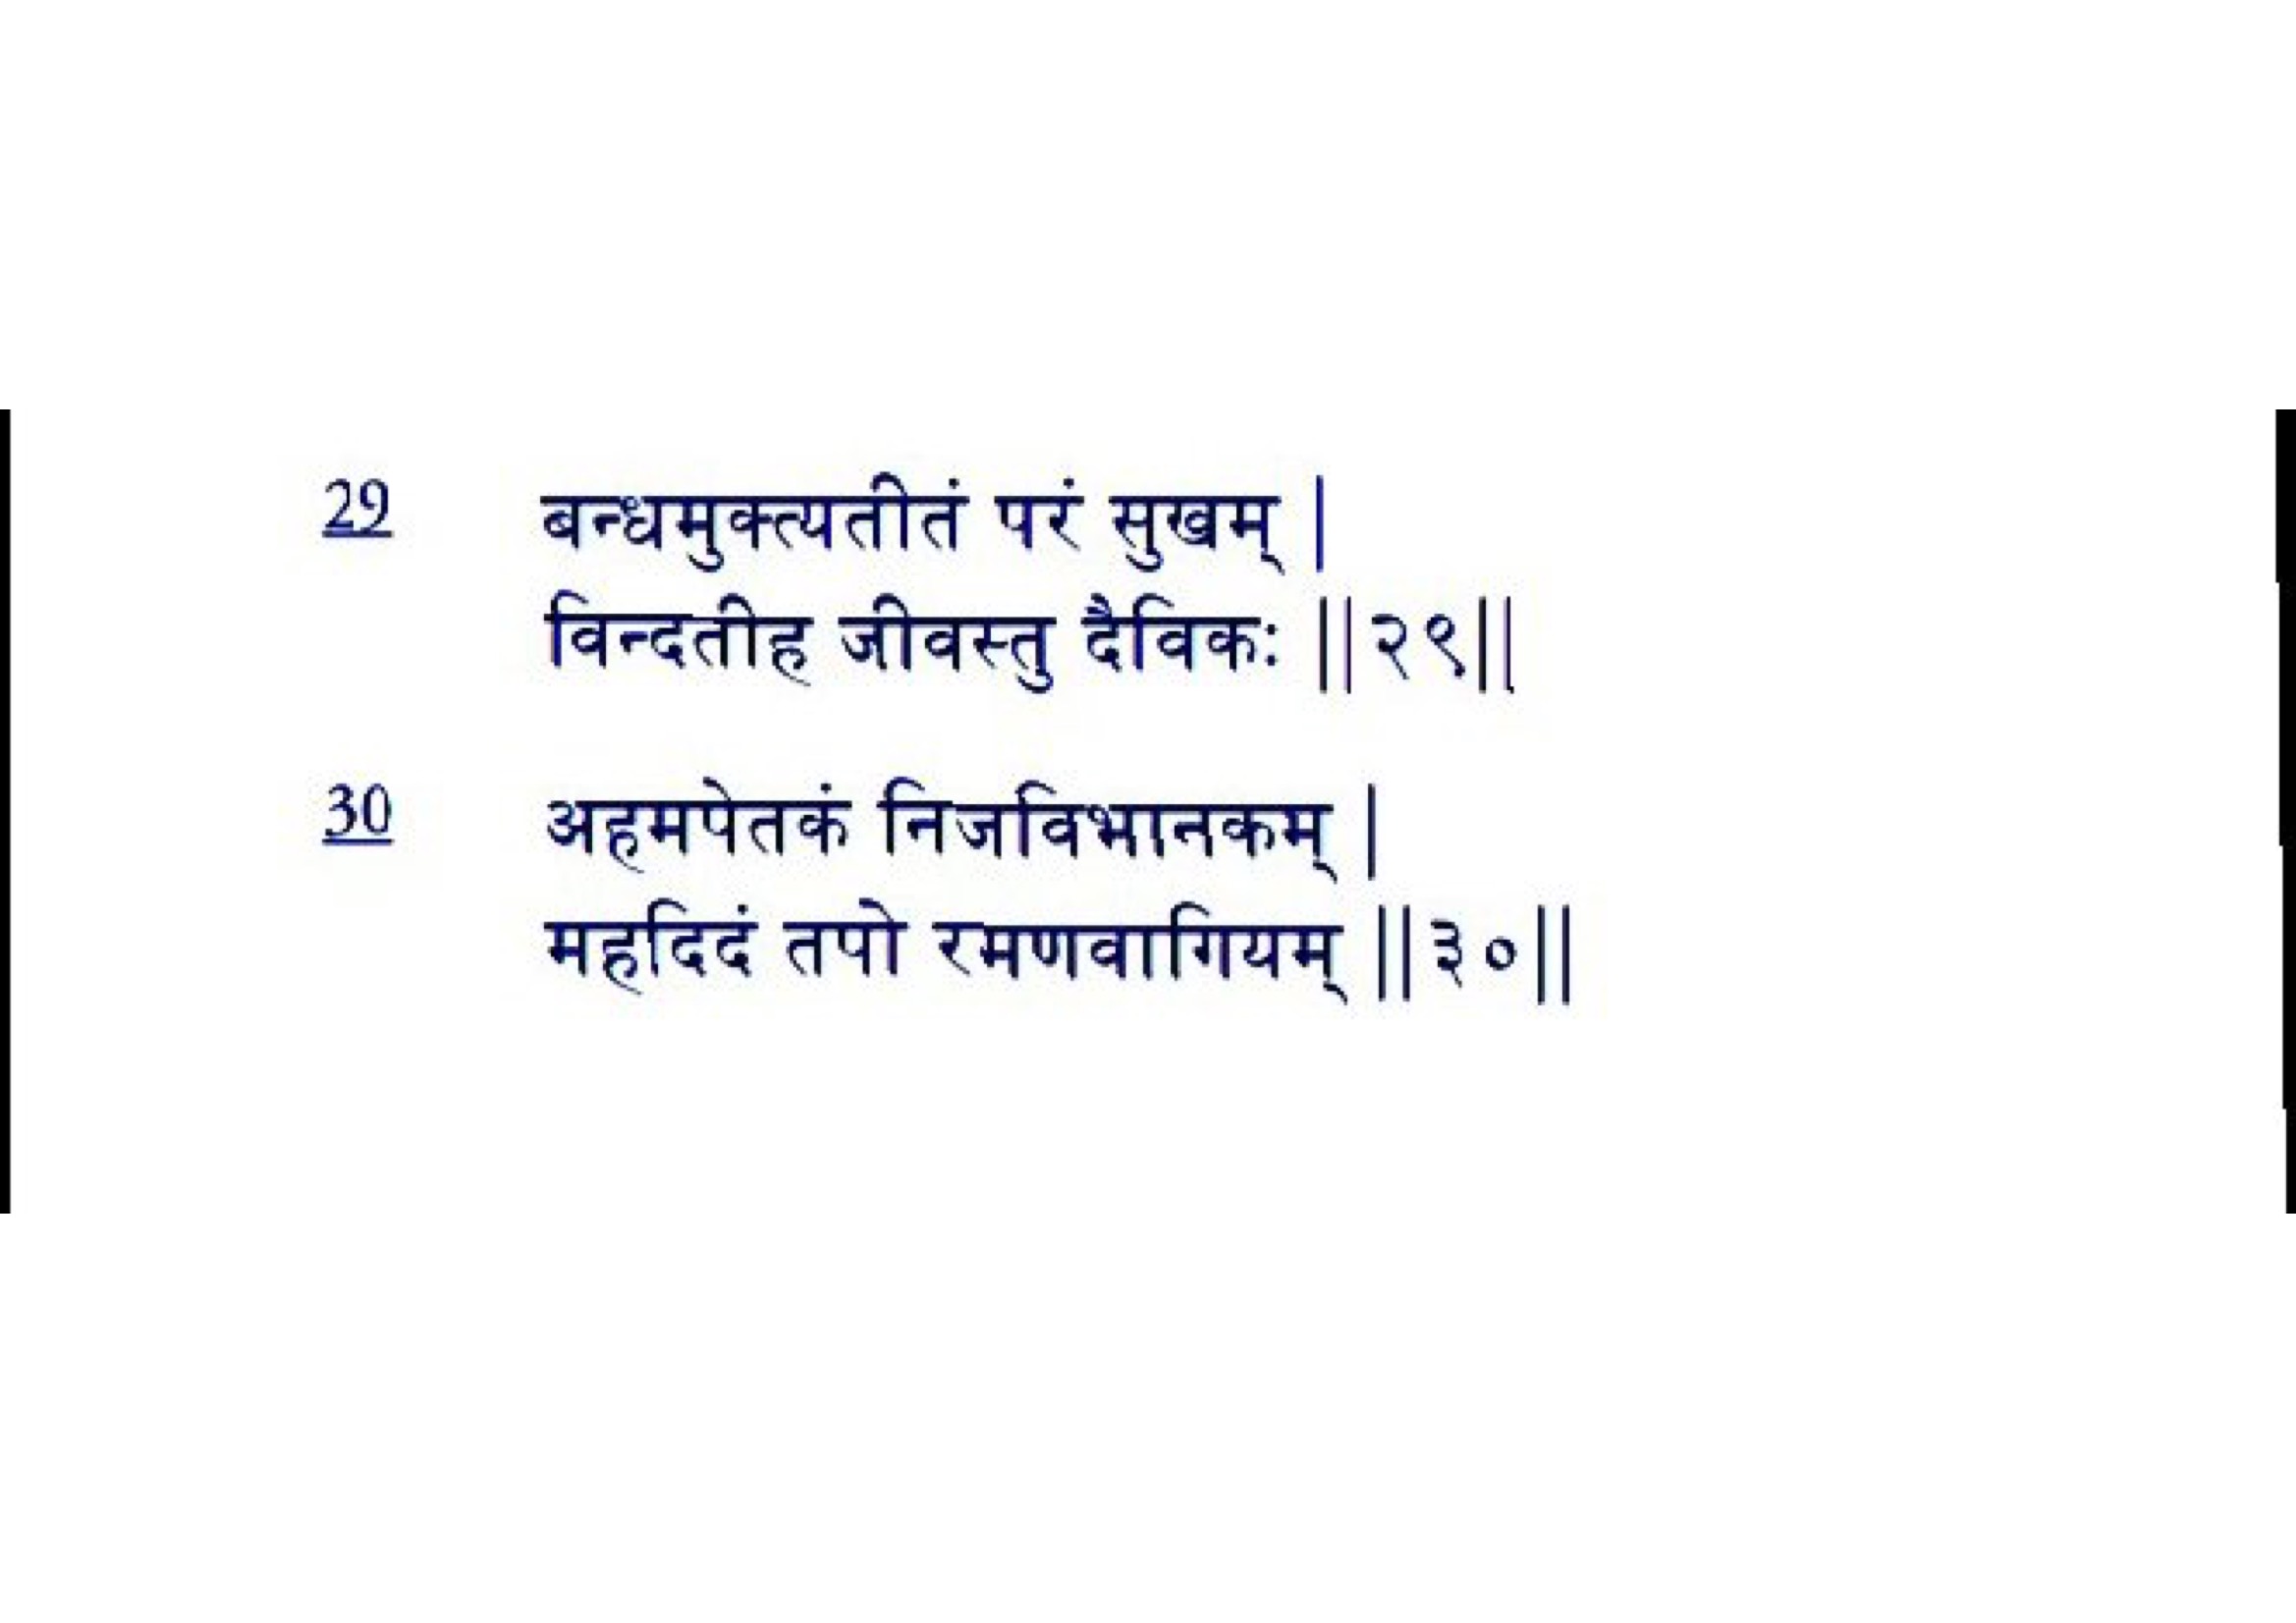 29 बन्धमुक्त्यतीतं परं सुखम् |
विन्दतीह जीवस्तु दैविकः ||२९||
30 अहमपेतकं निजविभानकम् |
महदिदं तपो रमणवागियम् ||३०||